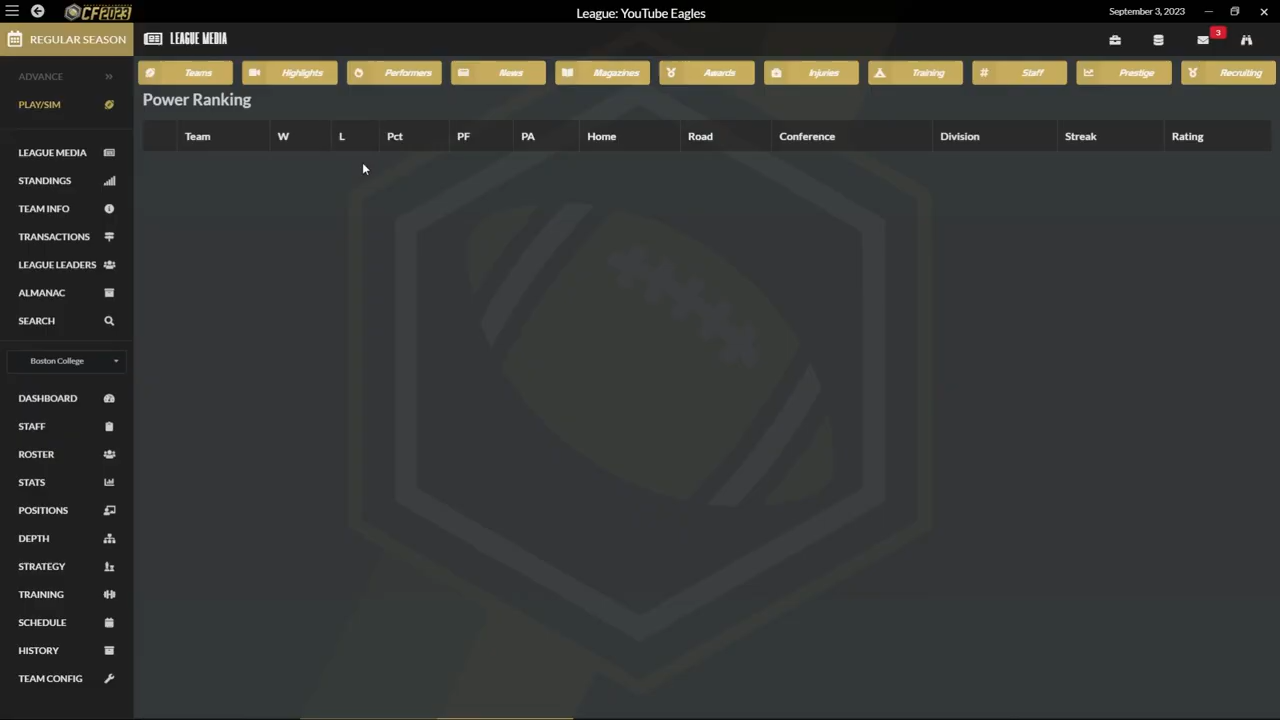 CF2023
League: YouTube Eagles
September 3, 2023
REGULAR SEASON
LEAGUE MEDIA
3
ADVANCE
PLAY/SIM
Teams
Highlights
Performers
News
Magazines
Awards
Injuries
Training
Staff
Prestige
Recruiting
Power Ranking
Team W L Pct PF PA Home Road Conference Division Streak Rating
LEAGUE MEDIA
STANDINGS
TEAM INFO
TRANSACTIONS
LEAGUE LEADERS
ALMANAC
SEARCH
Boston College
DASHBOARD
STAFF
ROSTER
STATS
POSITIONS
DEPTH
STRATEGY
TRAINING
SCHEDULE
HISTORY
TEAM CONFIG